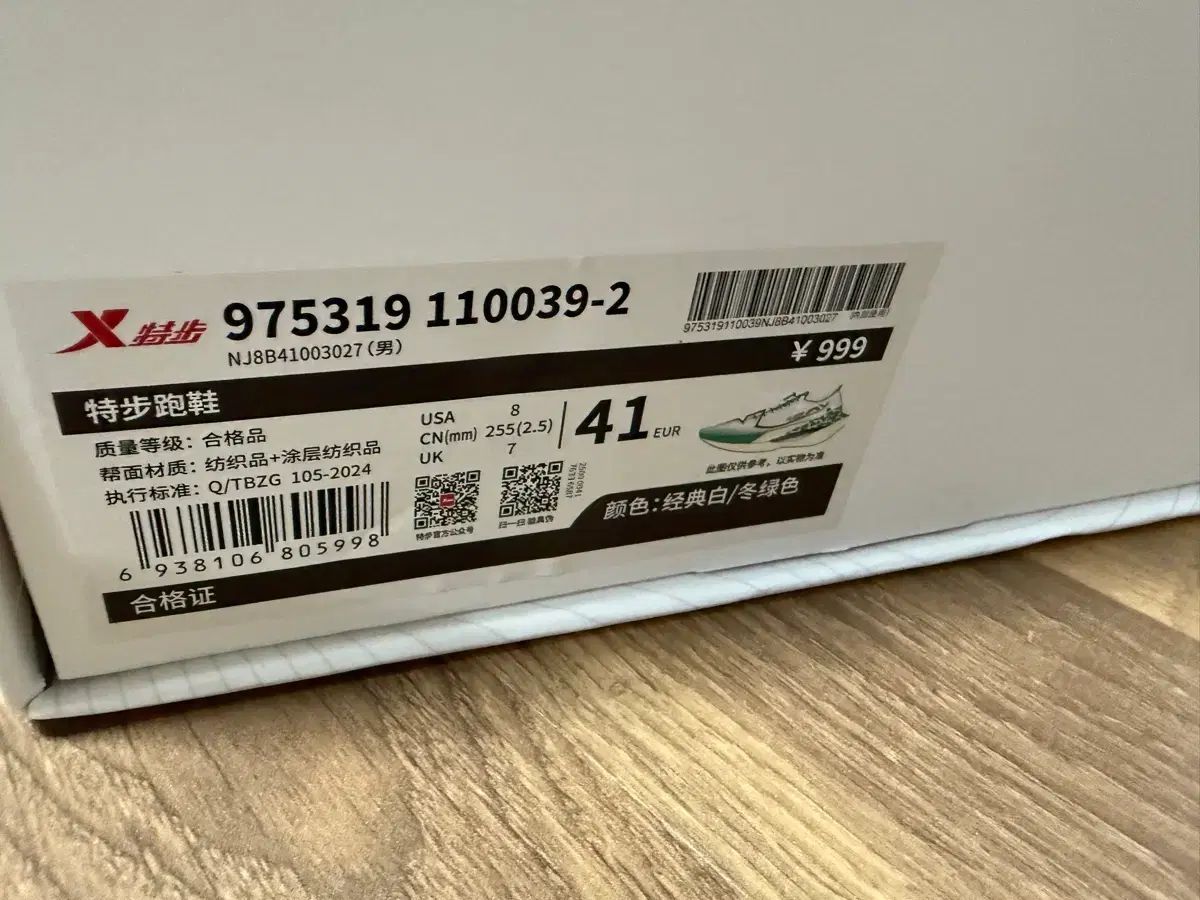 X 特步
975319 110039-2
NJ8B41003027(男)
975319110039NJ8B41003027
¥ 999
特步跑鞋
质量等级：合格品
帮面材质：纺织品+涂层纺织品
执行标准：Q/TBZG 105-2024
6 938106 805998
合格证
USA 8
CN(mm) 255(2.5)
UK 7
41 EUR
特步官方公众号
扫一扫 验真伪
此图仅供参考，以实物为准
颜色：经典白/冬绿色